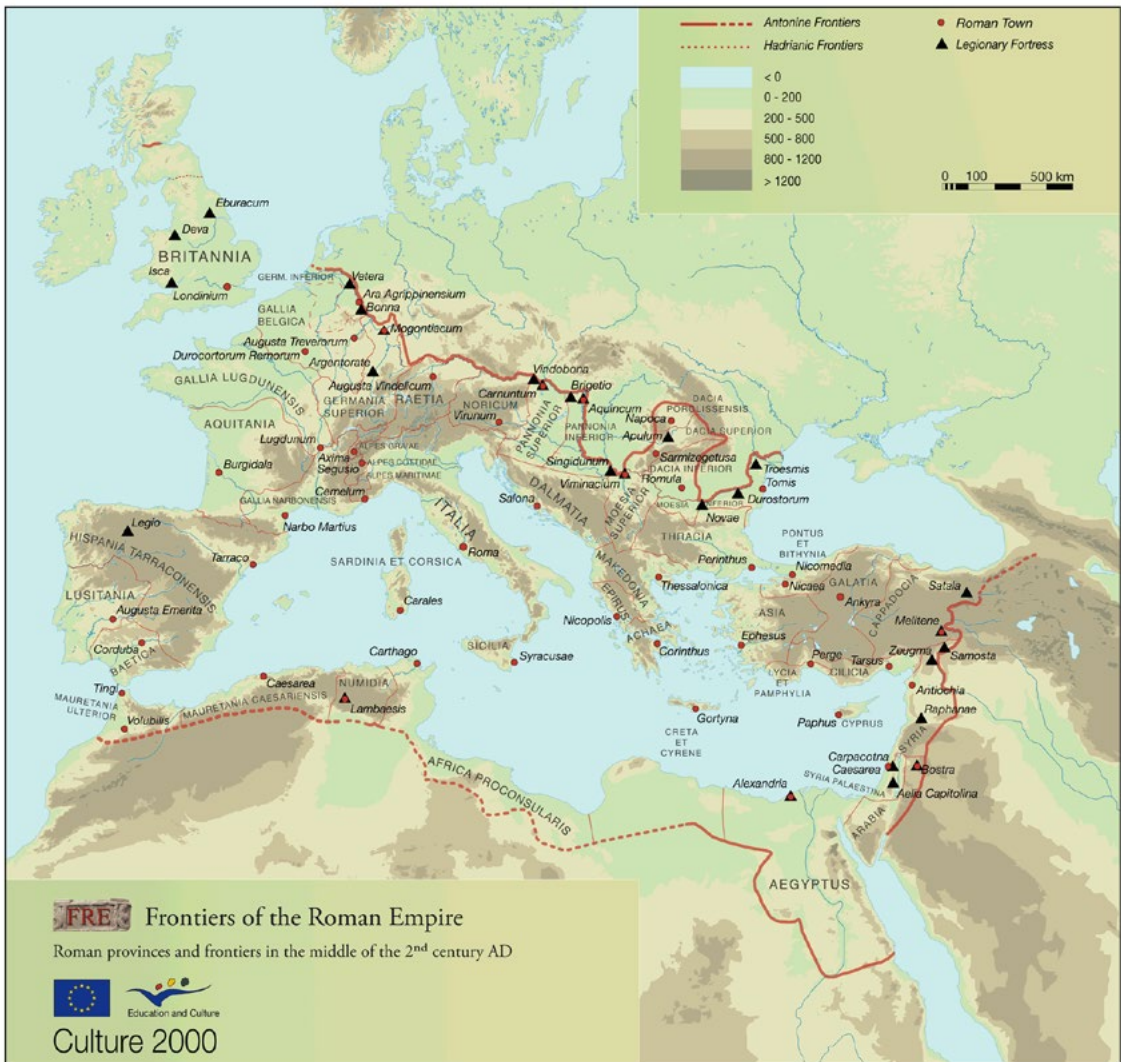 Antonine Frontiers
Hadrianic Frontiers
Roman Town
Legionary Fortress
< 0
0 - 200
200 - 500
500 - 800
800 - 1200
> 1200
0 100 500 km
Eburacum
Deva
BRITANNIA
Isca
Londinium
GERM. INFERIOR
Vetera
Ara Agrippinensium
Bonna
GALLIA
BELGICA
Mogontiacum
Augusta Treverorum
Durocortorum Remorum
Argentorate
GALLIA LUGDUNENSIS
Augusta Vindelicum
GERMANIA
SUPERIOR
RAETIA
NORICUM
Virunum
Vindobona
Carnuntum
Brigetio
Aquincum
PANNONIA
SUPERIOR
PANNONIA
INFERIOR
DACIA
POROLISSENSIS
Napoca
DACIA SUPERIOR
Apulum
Sarmizegetusa
DACIA INFERIOR
Romula
Singidunum
Viminacium
Troesmis
Tomis
Durostorum
MOESIA INFERIOR
Novae
MOESIA
SUPERIOR
AQUITANIA
Lugdunum
ALPES GRAIAE
Axima
Segusio
ALPES COTTIDAE
ALPES MARITIMAE
Burgidala
Cemelum
GALLIA NARBONENSIS
Narbo Martius
DALMATIA
Salona
ITALIA
Roma
THRACIA
Perinthus
PONTUS
ET
BITHYNIA
Nicomedia
Nicaea
GALATIA
Ankyra
CAPPADOCIA
Satala
Legio
HISPANIA TARRACONENSIS
Tarraco
SARDINIA ET CORSICA
Carales
LUSITANIA
Augusta Emerita
Corduba
BAETICA
MAKEDONIA
Thessalonica
EPIRUS
Nicopolis
ACHAEA
Corinthus
ASIA
Ephesus
LYCIA
ET
PAMPHYLIA
Perge
CILICIA
Tarsus
Melitene
Zeugma
Samosta
Antiochia
Raphanae
SYRIA
SICILIA
Syracusae
Carthago
Caesarea
NUMIDIA
Lambaesis
Tingi
MAURETANIA
ULTERIOR
Volubilis
MAURETANIA CAESARIENSIS
Gortyna
CRETA
ET
CYRENE
Paphus
CYPRUS
Carpacotna
Caesarea
Bostra
SYRIA PALAESTINA
Aelia Capitolina
ARABIA
Alexandria
AFRICA PROCONSULARIS
AEGYPTUS
FRE
Frontiers of the Roman Empire
Roman provinces and frontiers in the middle of the 2nd century AD
Education and Culture
Culture 2000